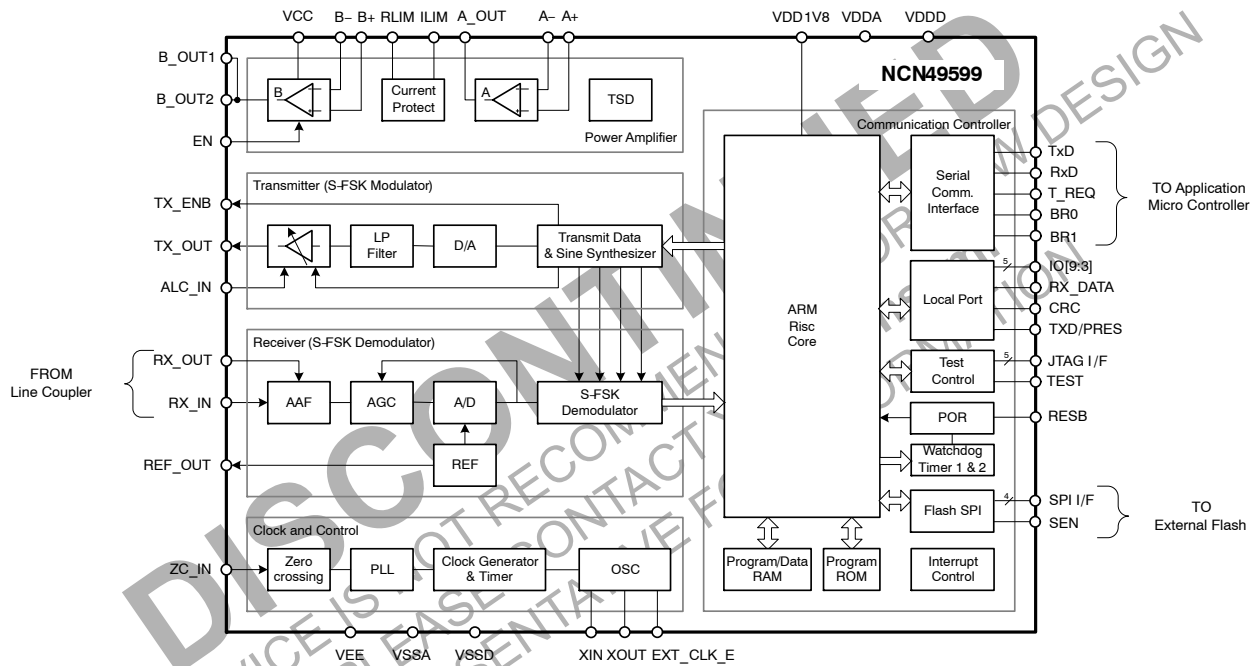 VCC B− B+ RLIM ILIM A_OUT A− A+ VDD1V8 VDDA VDDD
B_OUT1
B_OUT2
EN
B
Current
Protect
A
TSD
Power Amplifier
NCN49599
Communication Controller
Transmitter (S-FSK Modulator)
TX_ENB
TX_OUT
ALC_IN
LP
Filter
D/A
Transmit Data
& Sine Synthesizer
Receiver (S-FSK Demodulator)
FROM
Line Coupler
RX_OUT
RX_IN
REF_OUT
AAF
AGC
A/D
S-FSK
Demodulator
REF
Clock and Control
ZC_IN
Zero
crossing
PLL
Clock Generator
& Timer
OSC
ARM
Risc
Core
Serial
Comm.
Interface
TxD
RxD
T_REQ
BR0
BR1
TO Application
Micro Controller
Local Port
5
IO[9:3]
RX_DATA
CRC
TXD/PRES
Test
Control
5
JTAG I/F
TEST
POR
RESB
Watchdog
Timer 1 & 2
Flash SPI
4
SPI I/F
SEN
TO
External Flash
Program/Data
RAM
Program
ROM
Interrupt
Control
VEE VSSA VSSD XIN XOUT EXT_CLK_E
DISCONTINUED